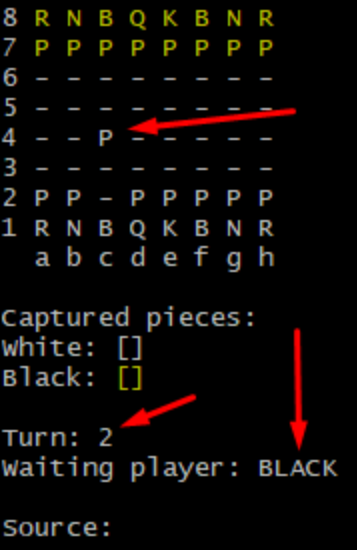 8 R N B Q K B N R
7 P P P P P P P P
6 - - - - - - - -
5 - - - - - - - -
4 - - P - - - - -
3 - - - - - - - -
2 P P - P P P P P
1 R N B Q K B N R
a b c d e f g h
Captured pieces:
White: []
Black: []
Turn: 2
Waiting player: BLACK
Source: